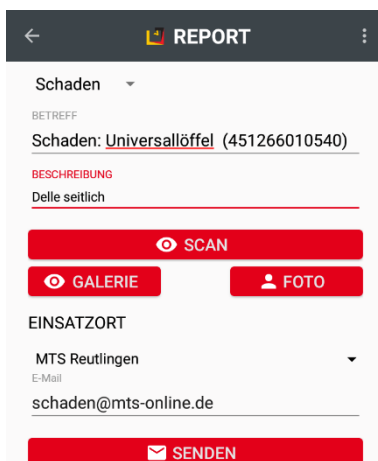 REPORT
Schaden
BETREFF
Schaden: Universallöffel (451266010540)
BESCHREIBUNG
Delle seitlich
SCAN
GALERIE FOTO
EINSATZORT
MTS Reutlingen
E-Mail
schaden@mts-online.de
SENDEN